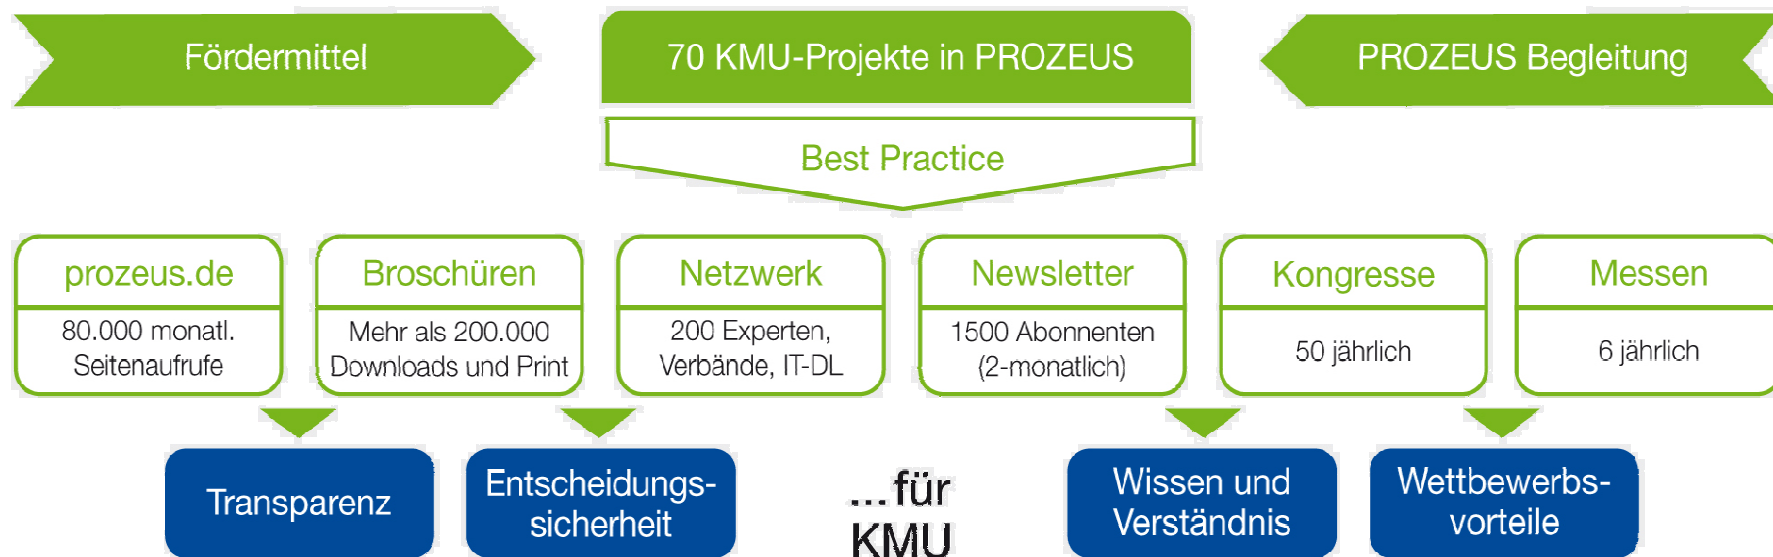 Fördermittel
70 KMU-Projekte in PROZEUS
PROZEUS Begleitung
Best Practice
prozeus.de
80.000 monatl.
Seitenaufrufe
Broschüren
Mehr als 200.000
Downloads und Print
Netzwerk
200 Experten,
Verbände, IT-DL
Newsletter
1500 Abonnenten
(2-monatlich)
Kongresse
50 jährlich
Messen
6 jährlich
Transparenz
Entscheidungs-
sicherheit
...für
KMU
Wissen und
Verständnis
Wettbewerbs-
vorteile